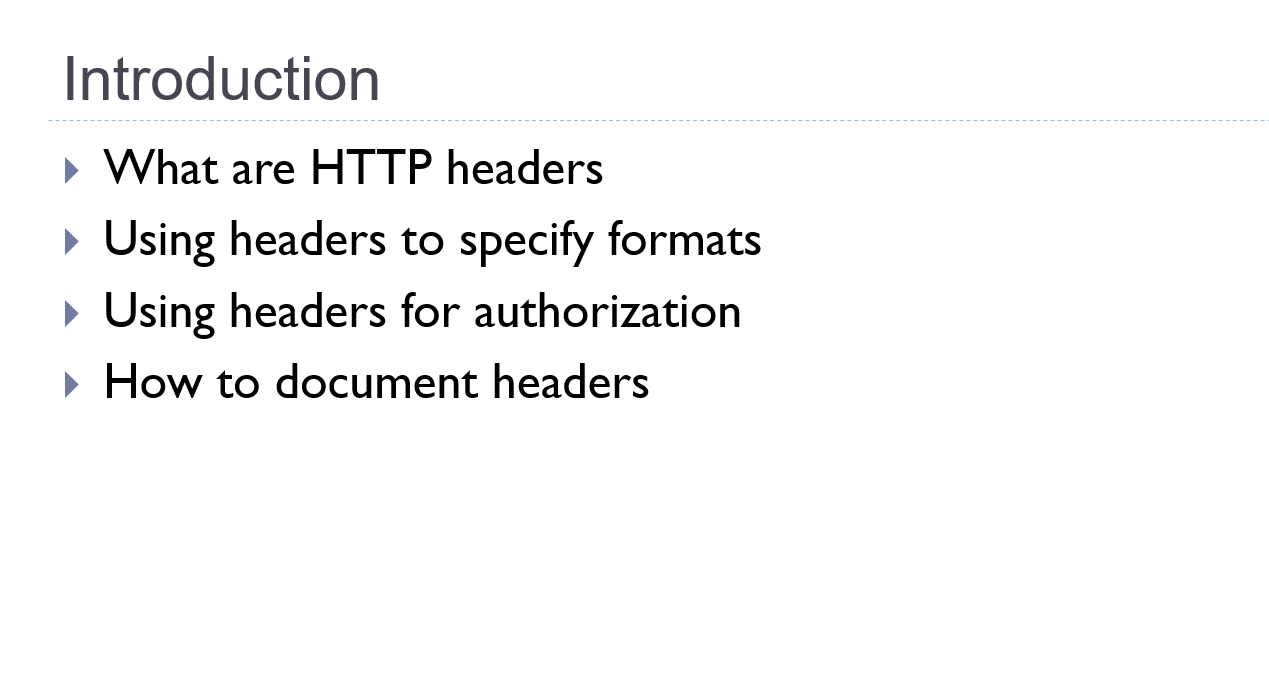 Introduction
What are HTTP headers
Using headers to specify formats
Using headers for authorization
How to document headers